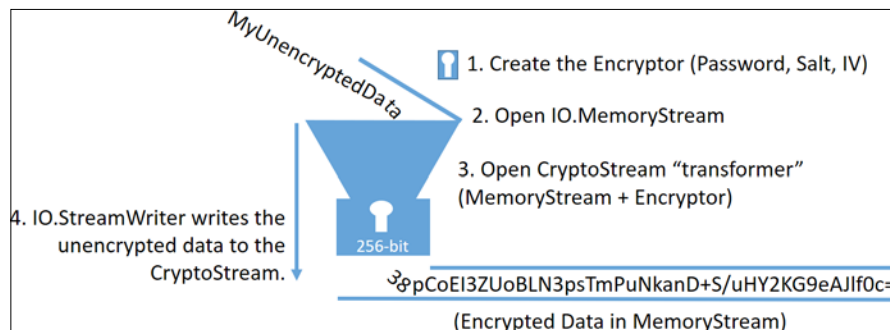 MyUnencryptedData
1. Create the Encryptor (Password, Salt, IV)
2. Open IO.MemoryStream
3. Open CryptoStream “transformer”
(MemoryStream + Encryptor)
4. IO.StreamWriter writes the
unencrypted data to the
CryptoStream.
256-bit
38pCoEI3ZUoBLN3psTmPuNkanD+S/uHY2KG9eAJlf0c=
(Encrypted Data in MemoryStream)